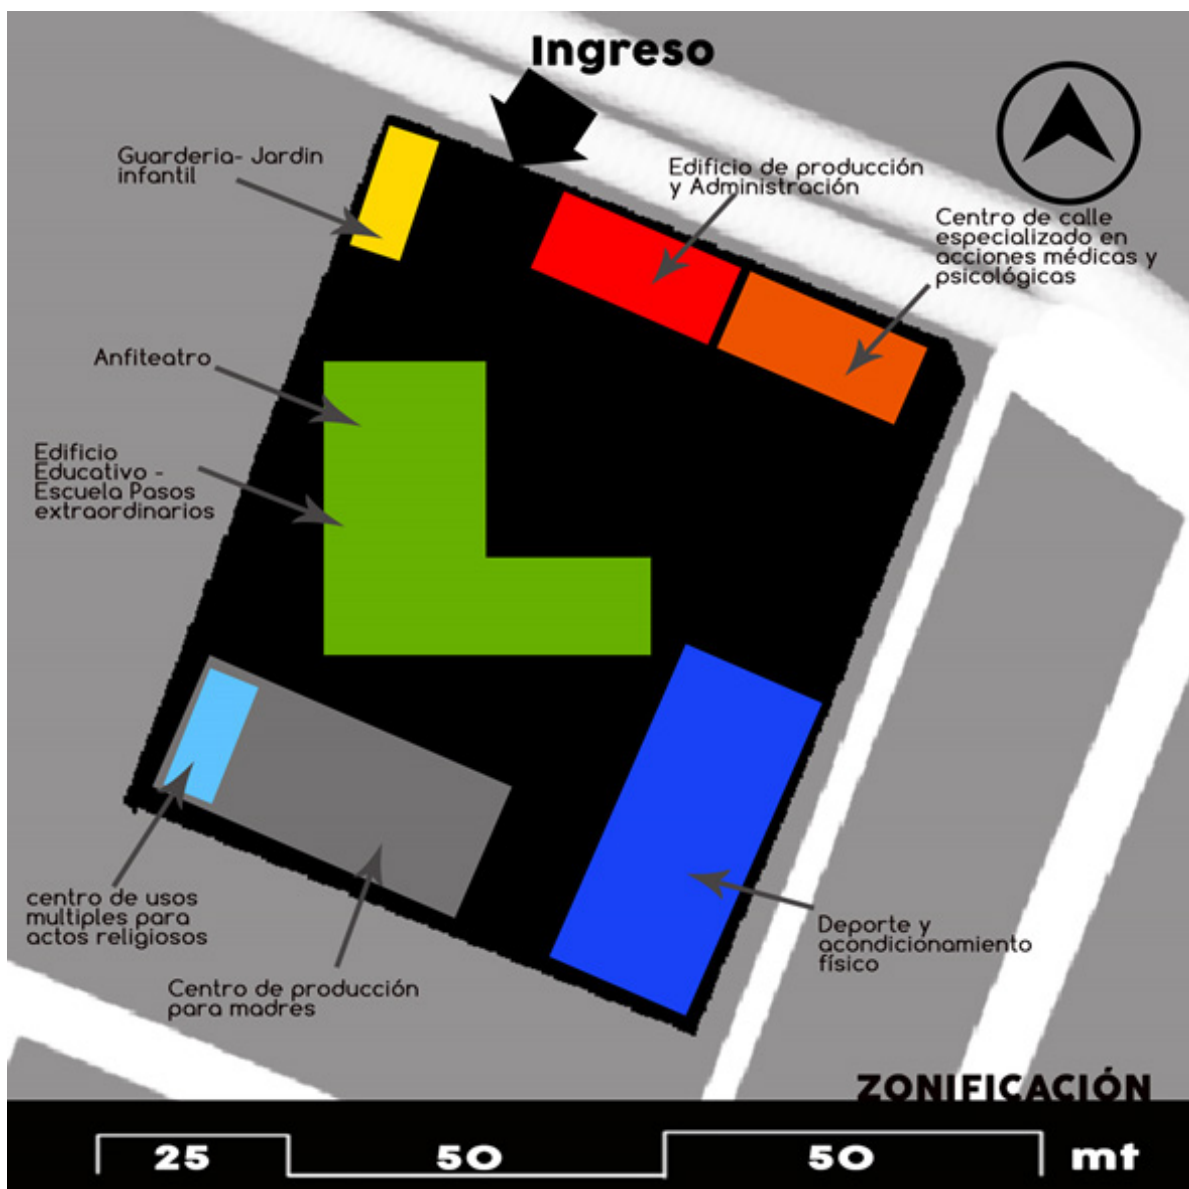 Ingreso
Guarderia- Jardin
infantil
Edificio de producción
y Administración
Centro de calle
especializado en
acciones médicas y
psicológicas
Anfiteatro
Edificio
Educativo -
Escuela Pasos
extraordinarios
centro de usos
multiples para
actos religiosos
Centro de producción
para madres
Deporte y
acondicionamiento
físico
ZONIFICACIÓN
25 50 50 mt